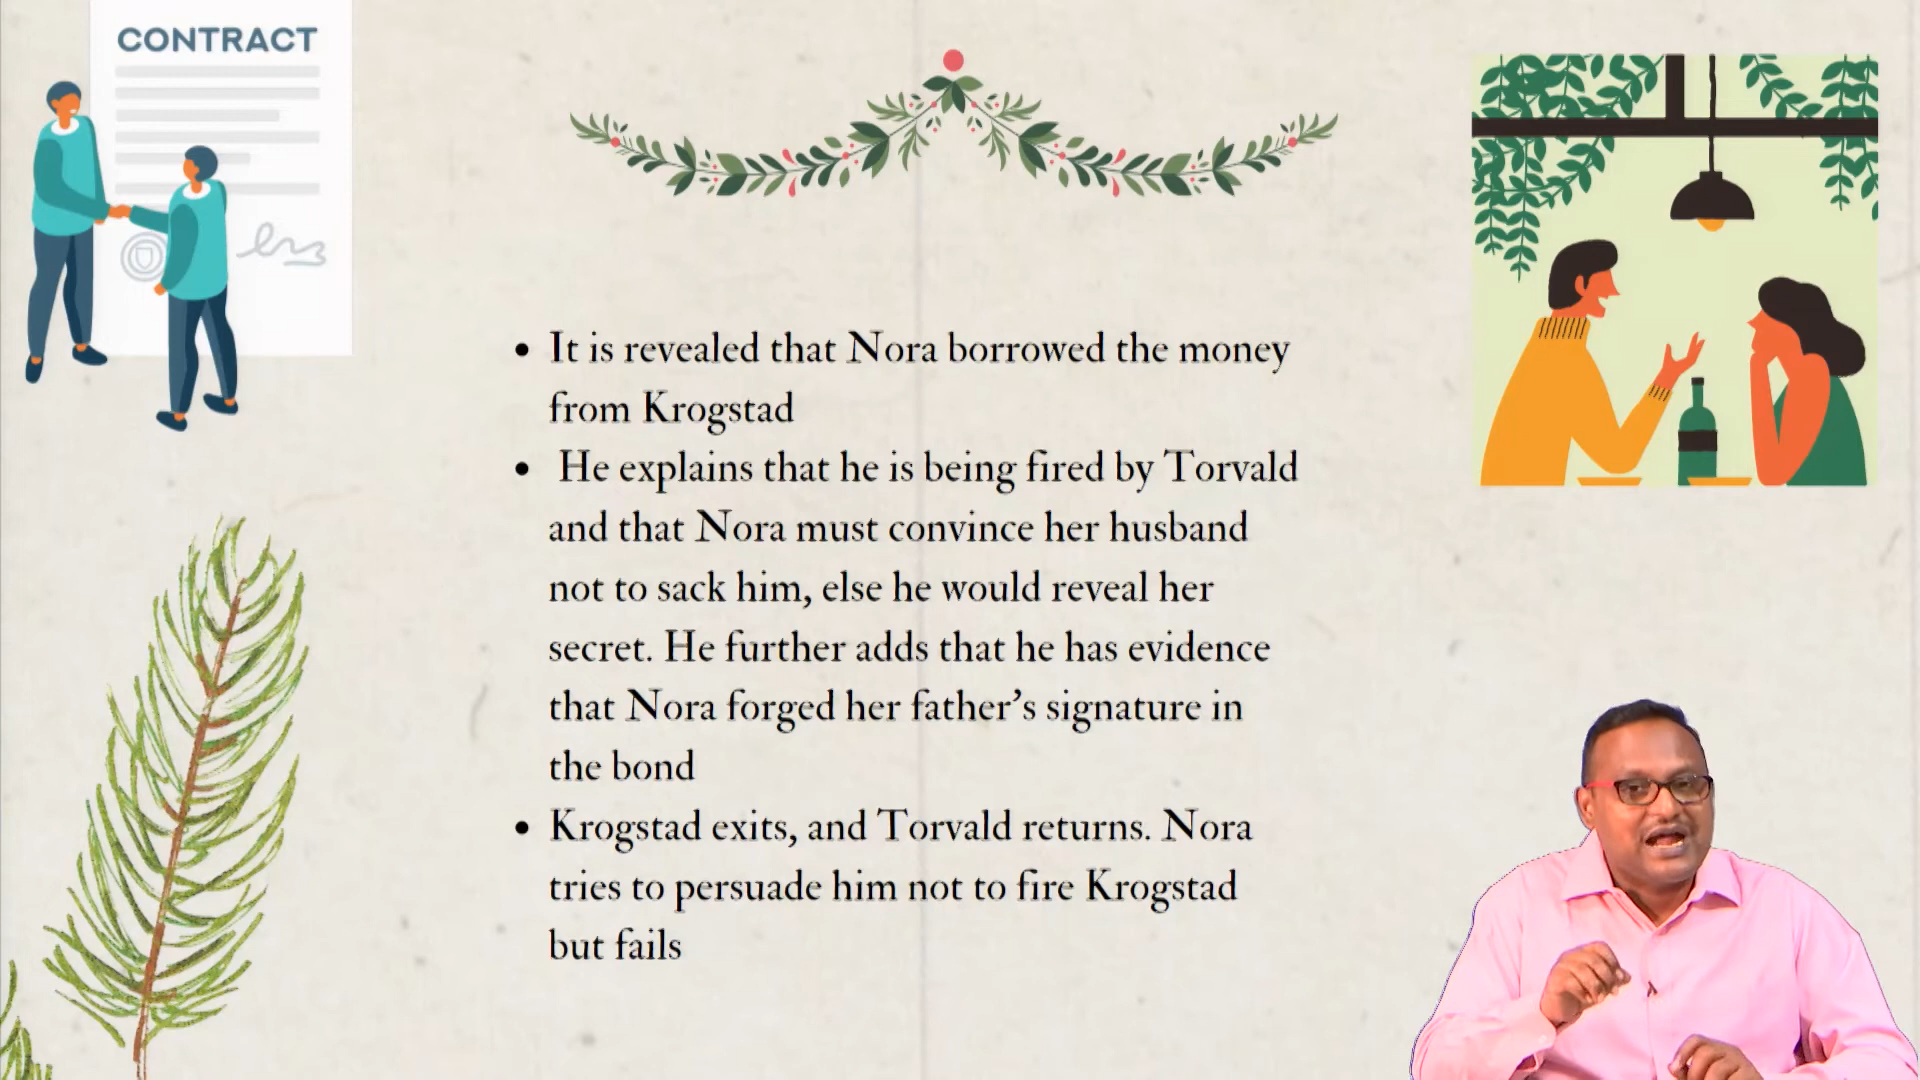 CONTRACT
• It is revealed that Nora borrowed the money
from Krogstad
• He explains that he is being fired by Torvald
and that Nora must convince her husband
not to sack him, else he would reveal her
secret. He further adds that he has evidence
that Nora forged her father’s signature in
the bond
• Krogstad exits, and Torvald returns. Nora
tries to persuade him not to fire Krogstad
but fails